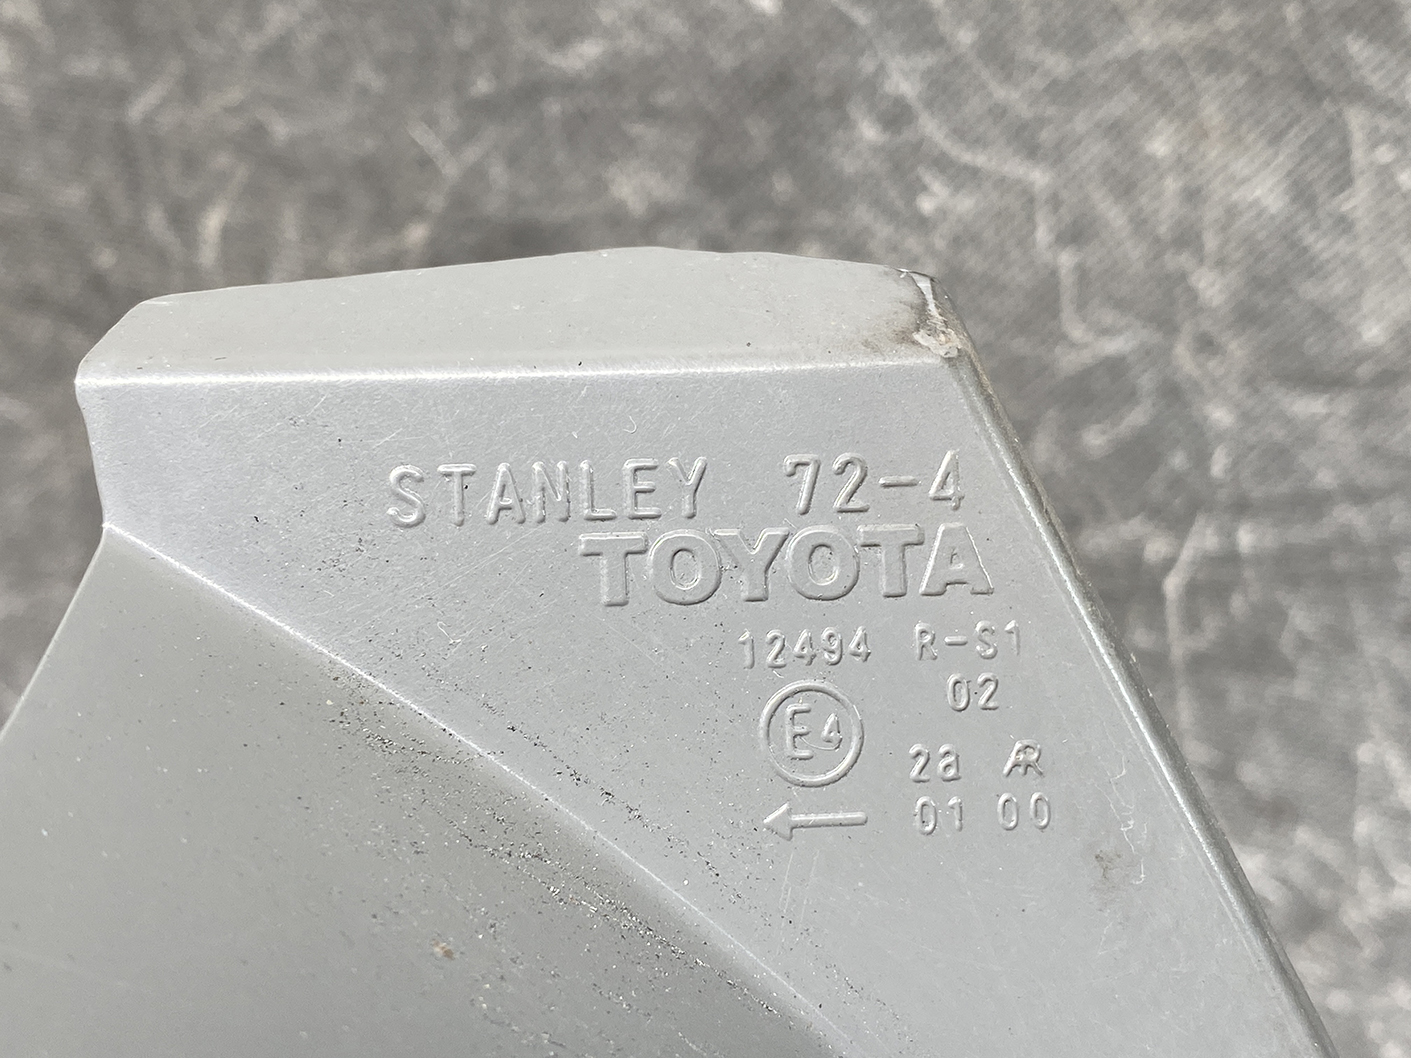 STANLEY 72-4
TOYOTA
12494 R-S1
02
E4
2a AR
← 01 00